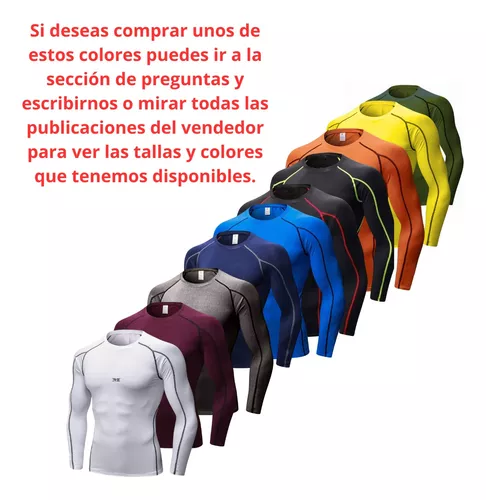 Si deseas comprar unos de
estos colores puedes ir a la
sección de preguntas y
escribirnos o mirar todas las
publicaciones del vendedor
para ver las tallas y colores
que tenemos disponibles.